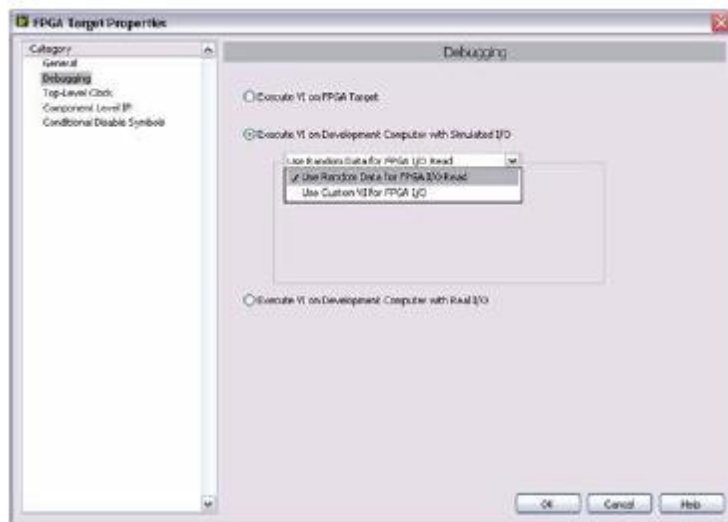 FPGA Target Properties
Category
General
Debugging
Top-Level Clock
Component Level IP
Conditional Disable Symbols
Debugging
Execute VI on FPGA Target
Execute VI on Development Computer with Simulated I/O
Use Random Data for FPGA I/O Read
Use Random Data for FPGA I/O Read
Use Custom VI for FPGA I/O
Execute VI on Development Computer with Real I/O
OK
Cancel
Help